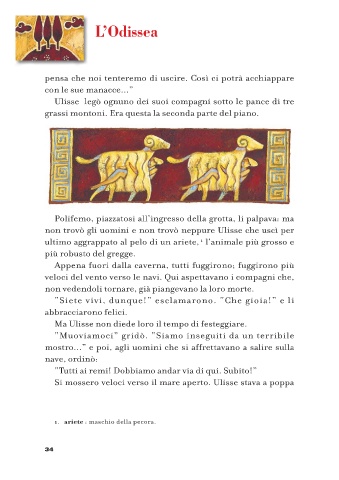 L'Odissea
pensa che noi tenteremo di uscire. Così ci potrà acchiappare
con le sue manacce..."
Ulisse legò ognuno dei suoi compagni sotto le pance di tre
grassi montoni. Era questa la seconda parte del piano.
Polifemo, piazzatosi all'ingresso della grotta, li palpava: ma
non trovò gli uomini e non trovò neppure Ulisse che uscì per
ultimo aggrappato al pelo di un ariete,¹ l'animale più grosso e
più robusto del gregge.
Appena fuori dalla caverna, tutti fuggirono; fuggirono più
veloci del vento verso le navi. Qui aspettavano i compagni che,
non vedendoli tornare, già piangevano la loro morte.
"Siete vivi, dunque!" esclamarono. "Che gioia!" e li
abbracciarono felici.
Ma Ulisse non diede loro il tempo di festeggiare.
"Muoviamoci" gridò. "Siamo inseguiti da un terribile
mostro..." e poi, agli uomini che si affrettavano a salire sulla
nave, ordinò:
"Tutti ai remi! Dobbiamo andar via di qui. Subito!"
Si mossero veloci verso il mare aperto. Ulisse stava a poppa
1. ariete : maschio della pecora.
34